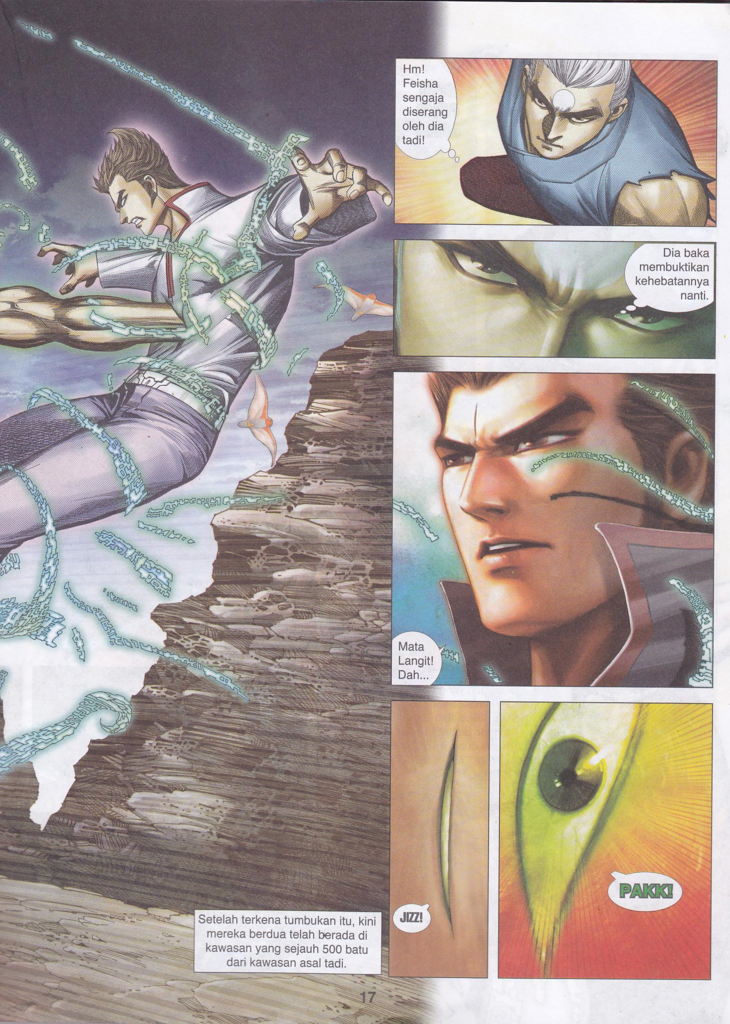 Hm!
Feisha
sengaja
diserang
oleh dia
tadi!
Dia baka
membuktikan
kehebatannya
nanti.
Mata
Langit!
Dah...
JIZZ!
PAKK!
Setelah terkena tumbukan itu, kini
mereka berdua telah berada di
kawasan yang sejauh 500 batu
dari kawasan asal tadi.
17